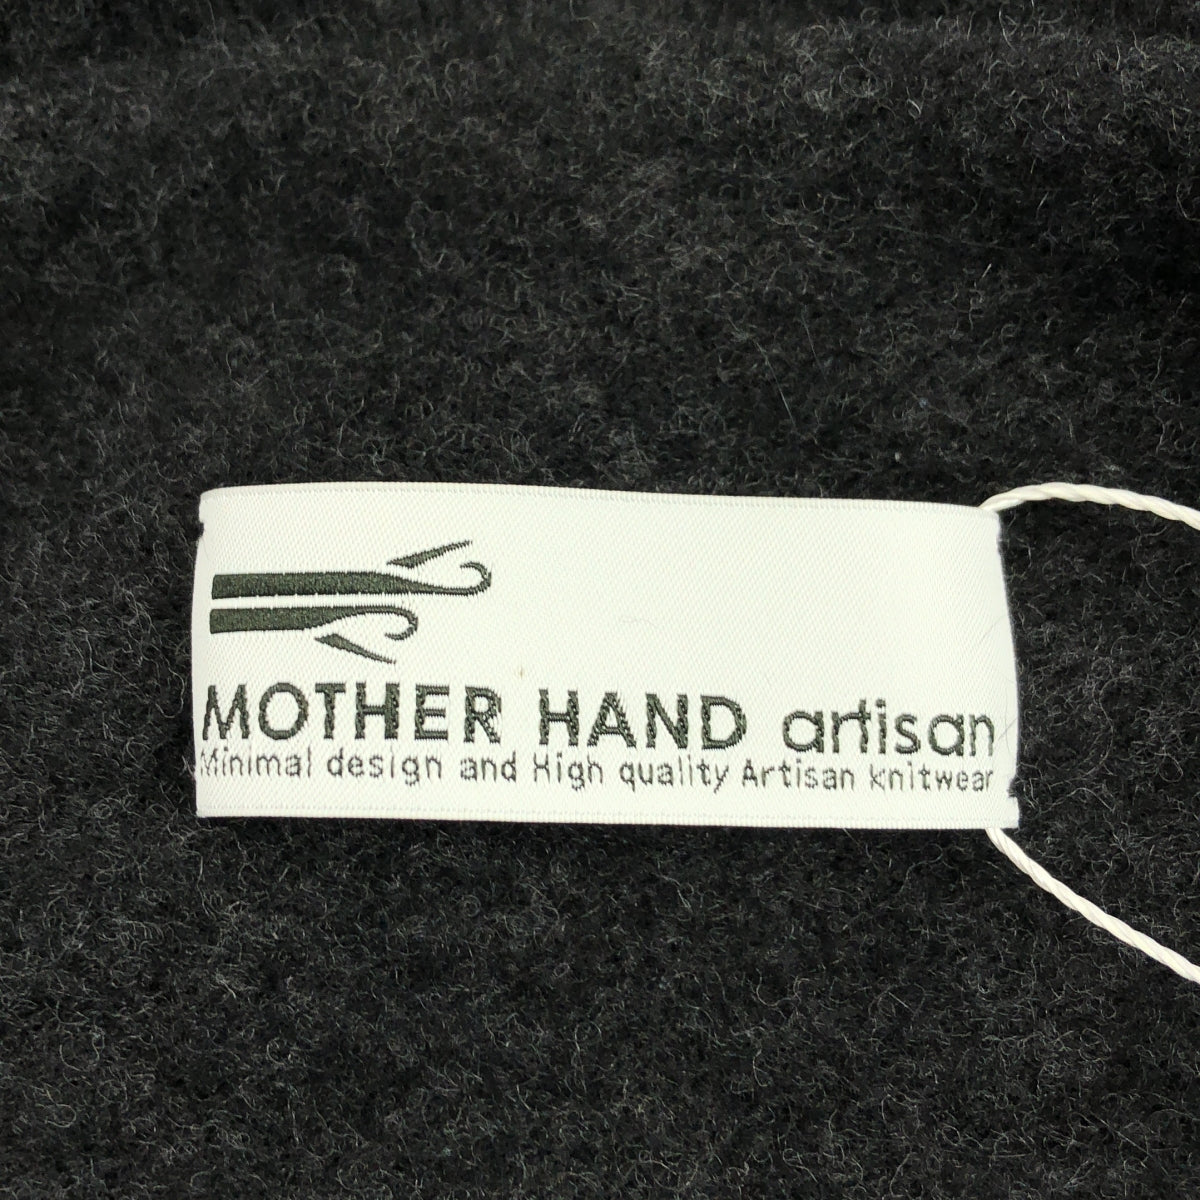 MOTHER HAND artisan
Minimal design and High quality Artisan knitwear